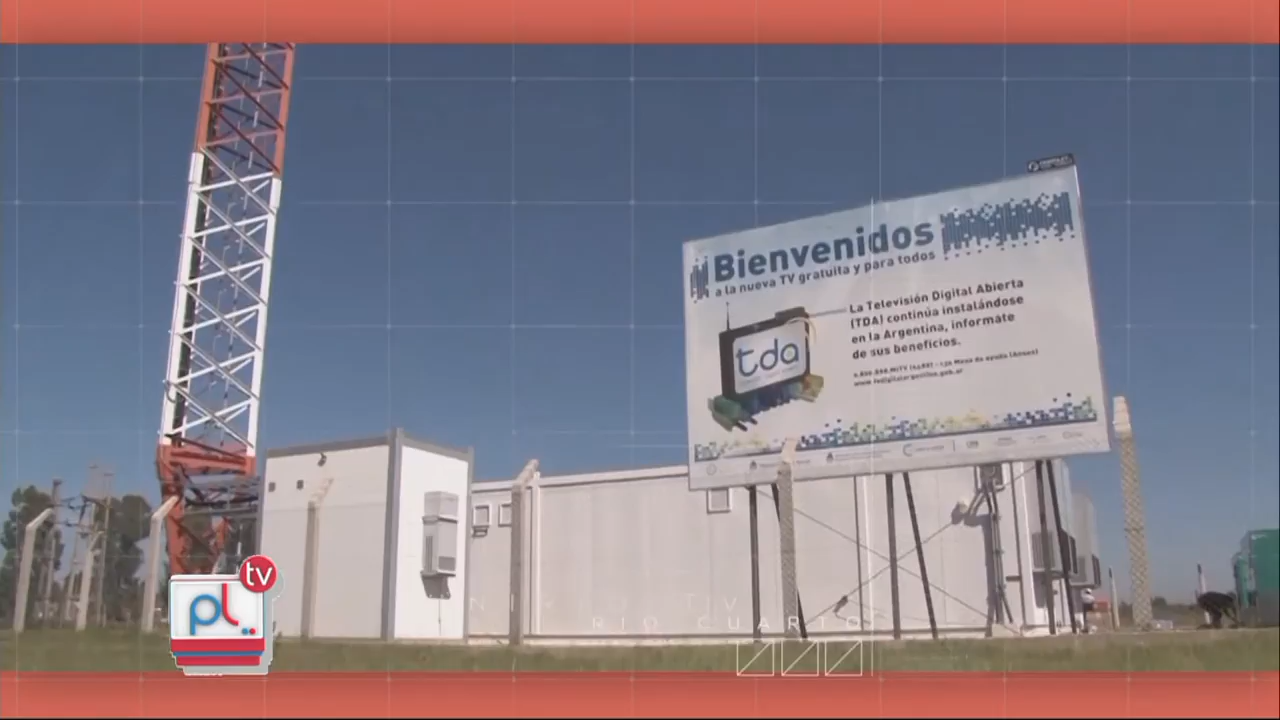 Bienvenidos
a la nueva TV gratuita y para todos
La Televisión Digital Abierta
(TDA) continúa instalándose
en la Argentina, informáte
de sus beneficios.
tda
tv
pl
RIO CUARTO